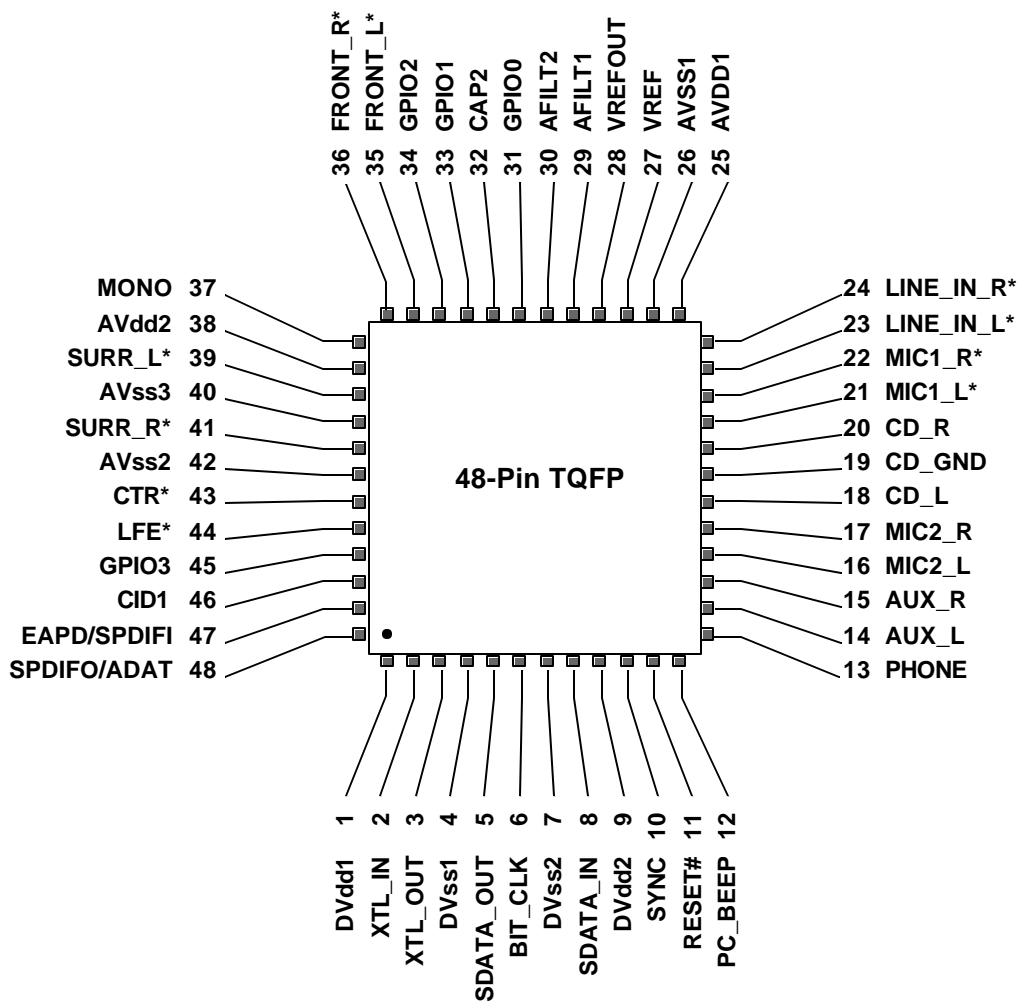 36 FRONT_R*
35 FRONT_L*
34 GPIO2
33 GPIO1
32 CAP2
31 GPIO0
30 AFILT2
29 AFILT1
28 VREFOUT
27 VREF
26 AVSS1
25 AVDD1
MONO 37
AVdd2 38
SURR_L* 39
AVss3 40
SURR_R* 41
AVss2 42
CTR* 43
LFE* 44
GPIO3 45
CID1 46
EAPD/SPDIFI 47
SPDIFO/ADAT 48
48-Pin TQFP
24 LINE_IN_R*
23 LINE_IN_L*
22 MIC1_R*
21 MIC1_L*
20 CD_R
19 CD_GND
18 CD_L
17 MIC2_R
16 MIC2_L
15 AUX_R
14 AUX_L
13 PHONE
DVdd1 1
XTL_IN 2
XTL_OUT 3
DVss1 4
SDATA_OUT 5
BIT_CLK 6
DVss2 7
SDATA_IN 8
DVdd2 9
SYNC 10
RESET# 11
PC_BEEP 12